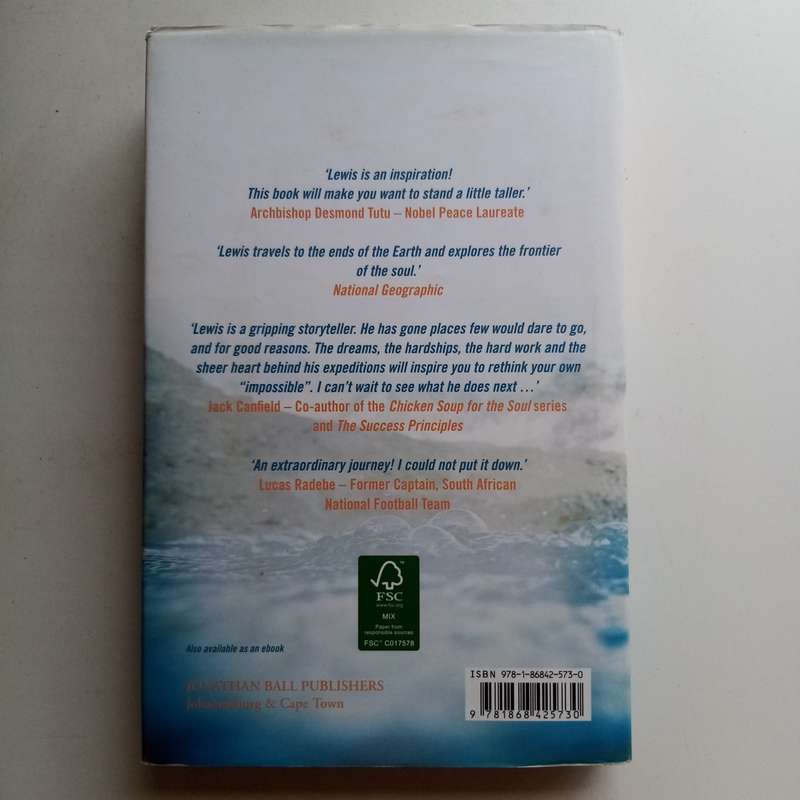 ‘Lewis is an inspiration!
This book will make you want to stand a little taller.’
Archbishop Desmond Tutu – Nobel Peace Laureate
‘Lewis travels to the ends of the Earth and explores the frontier
of the soul.’
National Geographic
‘Lewis is a gripping storyteller. He has gone places few would dare to go,
and for good reasons. The dreams, the hardships, the hard work and the
sheer heart behind his expeditions will inspire you to rethink your own
“impossible”. I can’t wait to see what he does next …’
Jack Canfield – Co-author of the Chicken Soup for the Soul series
and The Success Principles
‘An extraordinary journey! I could not put it down.’
Lucas Radebe – Former Captain, South African
National Football Team
FSC
www.fsc.org
MIX
Paper from
responsible sources
FSC™ C017578
Also available as an ebook
JONATHAN BALL PUBLISHERS
Johannesburg & Cape Town
ISBN 978-1-86842-573-0
9 781868 425730